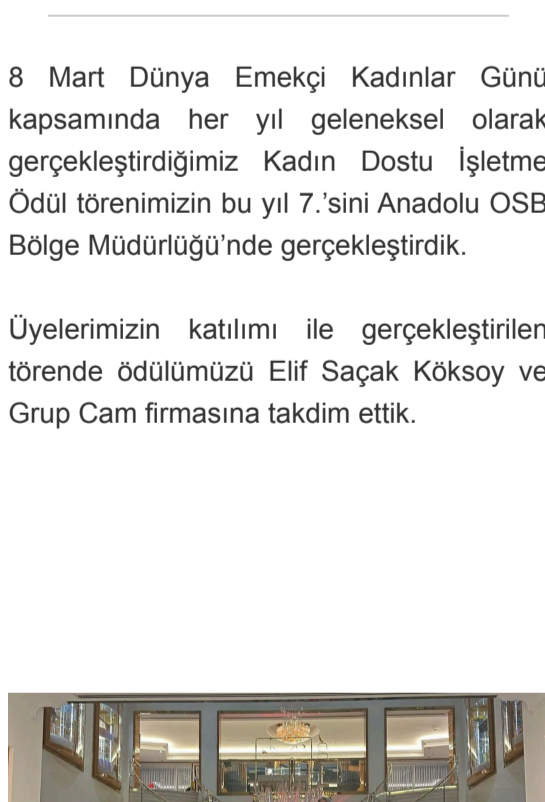 8 Mart Dünya Emekçi Kadınlar Günü
kapsamında her yıl geleneksel olarak
gerçekleştirdiğimiz Kadın Dostu İşletme
Ödül törenimizin bu yıl 7.’sini Anadolu OSB
Bölge Müdürlüğü’nde gerçekleştirdik.
Üyelerimizin katılımı ile gerçekleştirilen
törende ödülümüzü Elif Saçak Köksoy ve
Grup Cam firmasına takdim ettik.